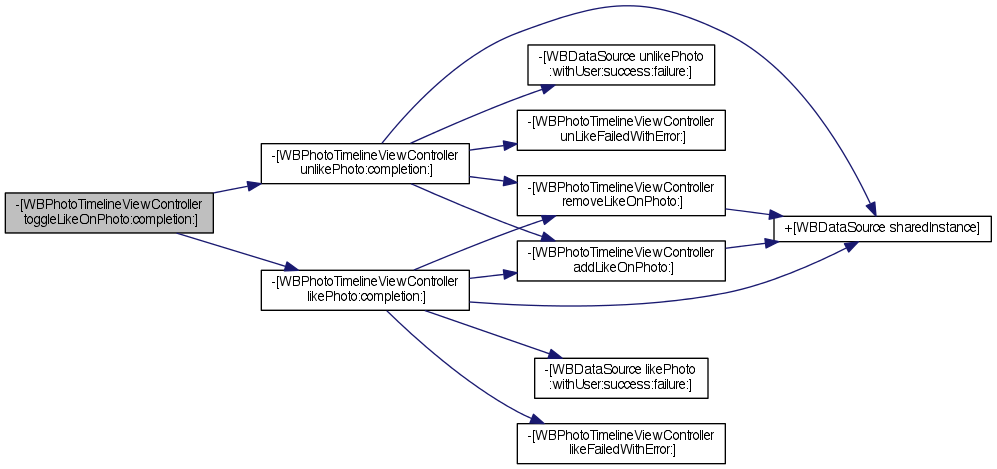 -[WBPhotoTimelineViewController
toggleLikeOnPhoto:completion:]
-[WBPhotoTimelineViewController
unlikePhoto:completion:]
-[WBPhotoTimelineViewController
likePhoto:completion:]
-[WBDataSource unlikePhoto
:withUser:success:failure:]
-[WBPhotoTimelineViewController
unLikeFailedWithError:]
-[WBPhotoTimelineViewController
removeLikeOnPhoto:]
-[WBPhotoTimelineViewController
addLikeOnPhoto:]
-[WBDataSource likePhoto
:withUser:success:failure:]
-[WBPhotoTimelineViewController
likeFailedWithError:]
+[WBDataSource sharedInstance]